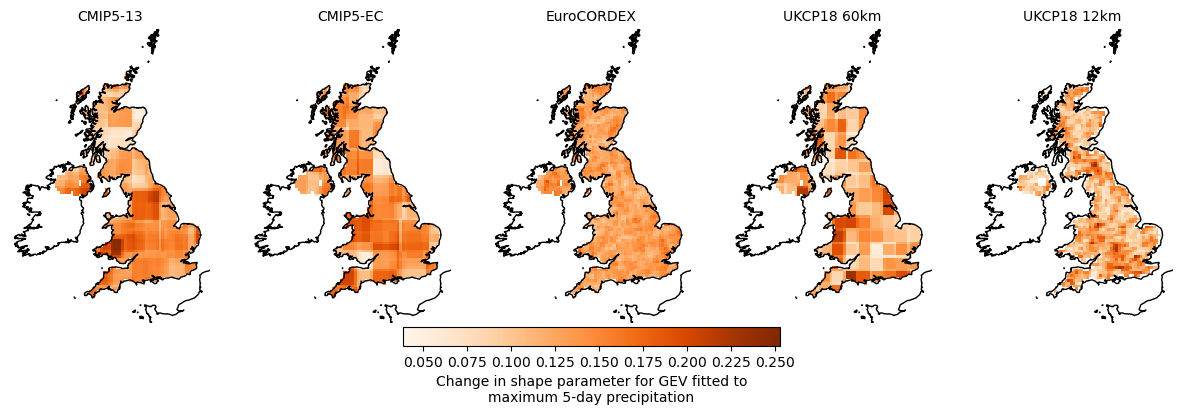 CMIP5-13
CMIP5-EC
EuroCORDEX
UKCP18 60km
UKCP18 12km
0.050 0.075 0.100 0.125 0.150 0.175 0.200 0.225 0.250
Change in shape parameter for GEV fitted to
maximum 5-day precipitation